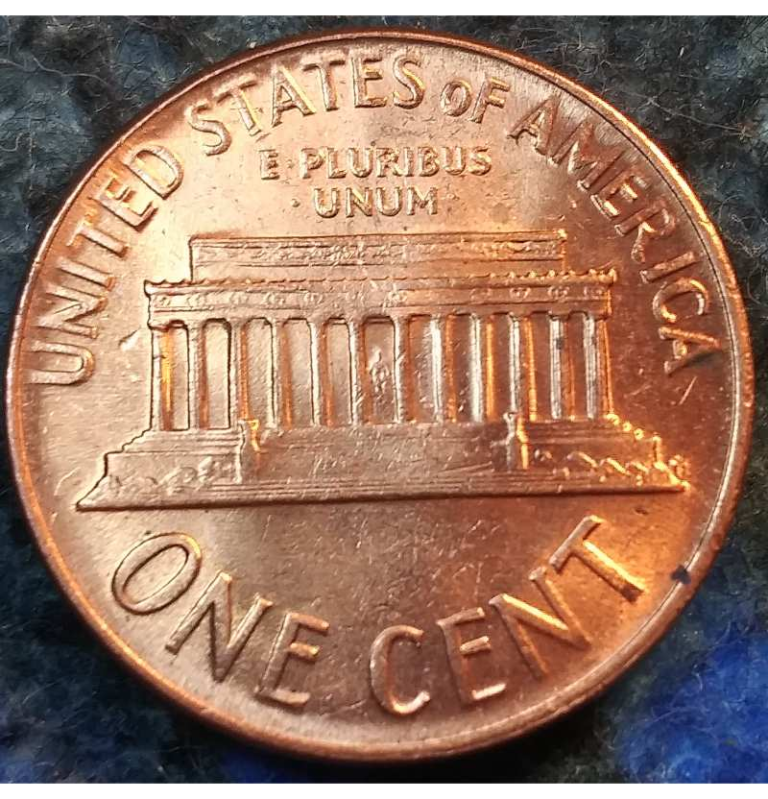 UNITED STATES OF AMERICA
E·PLURIBUS
·UNUM·
ONE CENT